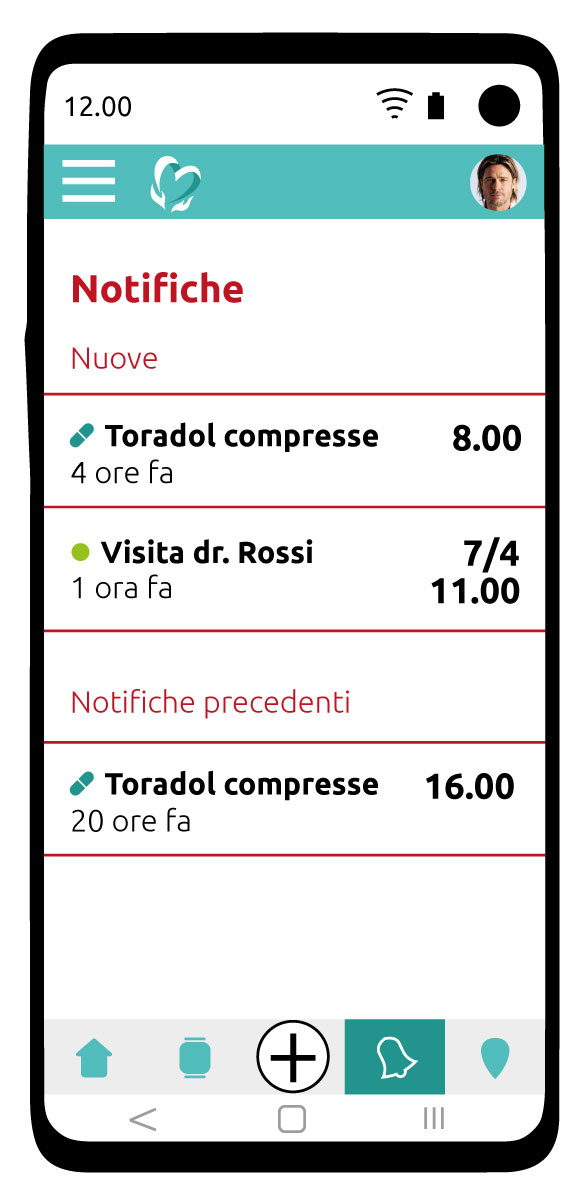 12.00
Notifiche
Nuove
Toradol compresse 8.00
4 ore fa
Visita dr. Rossi 7/4
1 ora fa 11.00
Notifiche precedenti
Toradol compresse 16.00
20 ore fa